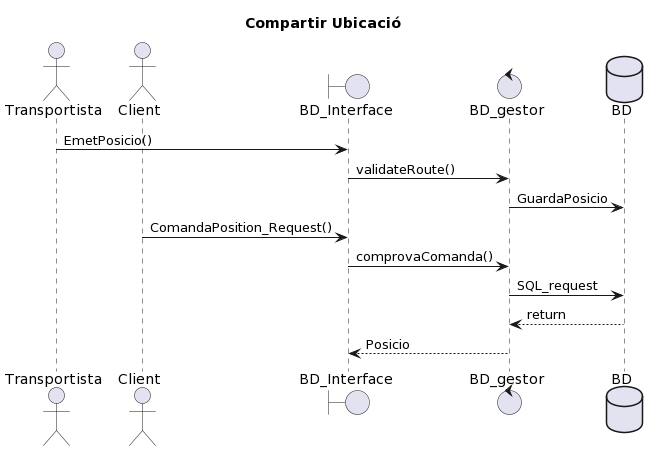 Compartir Ubicació
Transportista Client BD_Interface BD_gestor BD
EmetPosicio()
validateRoute()
GuardaPosicio
ComandaPosition_Request()
comprovaComanda()
SQL_request
return
Posicio
Transportista Client BD_Interface BD_gestor BD